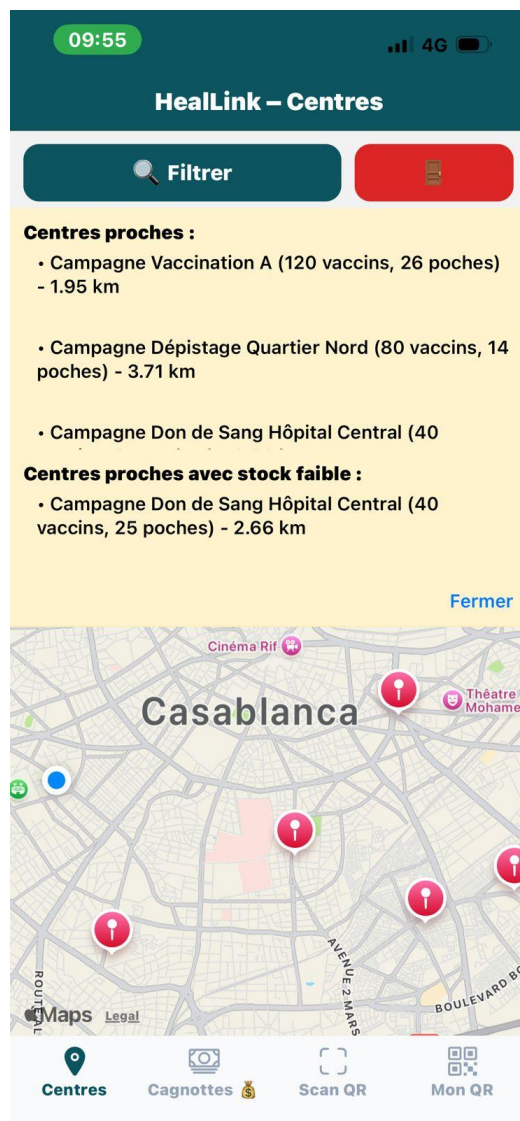 09:55
4G
HealLink – Centres
🔍 Filtrer
Centres proches :
• Campagne Vaccination A (120 vaccins, 26 poches)
- 1.95 km
• Campagne Dépistage Quartier Nord (80 vaccins, 14
poches) - 3.71 km
• Campagne Don de Sang Hôpital Central (40
Centres proches avec stock faible :
• Campagne Don de Sang Hôpital Central (40
vaccins, 25 poches) - 2.66 km
Fermer
Cinéma Rif
Casablanca
Théatre
Mohame
AVENUE 2 MARS
BOULEVARD BO
ROUTE
Maps Legal
Centres
Cagnottes 💰
Scan QR
Mon QR